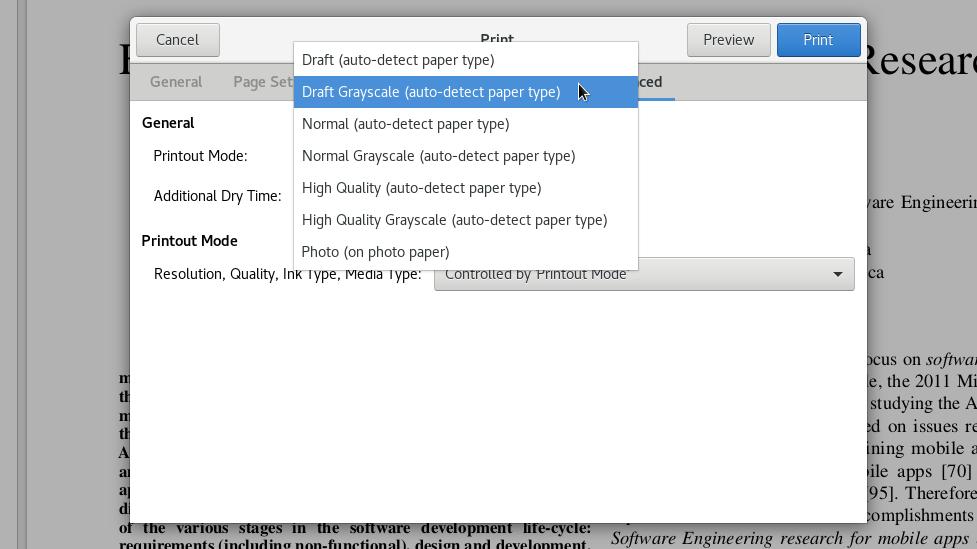 Cancel
Print
Preview
Print
General
Page Set
ced
Draft (auto-detect paper type)
Draft Grayscale (auto-detect paper type)
Normal (auto-detect paper type)
Normal Grayscale (auto-detect paper type)
High Quality (auto-detect paper type)
High Quality Grayscale (auto-detect paper type)
Photo (on photo paper)
General
Printout Mode:
Additional Dry Time:
Printout Mode
Resolution, Quality, Ink Type, Media Type:
Controlled by Printout Mode
Researc
ware Engineerin
ca
ocus on softwa
le, the 2011 Mi
studying the A
ed on issues re
ining mobile a
bile apps [70]
[95]. Therefore
complishments
Software Engineering research for mobile apps
of the various stages in the software development life-cycle:
requirements (including non-functional), design and development,